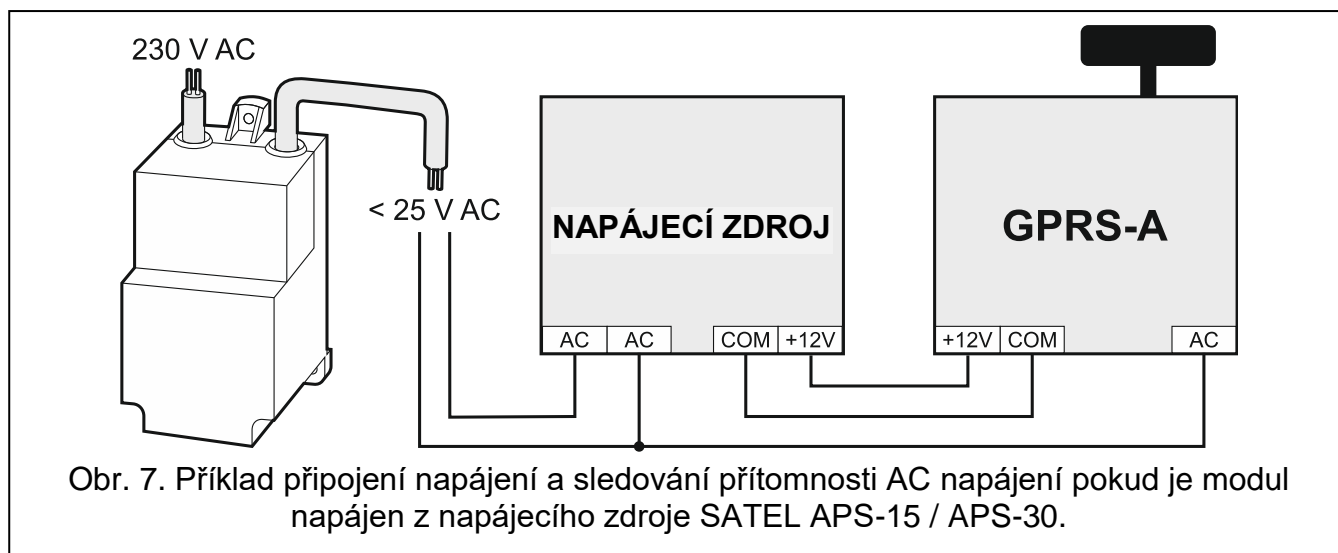 230 V AC
< 25 V AC
NAPÁJECÍ ZDROJ
GPRS-A
AC AC COM +12V
+12V COM AC
Obr. 7. Příklad připojení napájení a sledování přítomnosti AC napájení pokud je modul
napájen z napájecího zdroje SATEL APS-15 / APS-30.